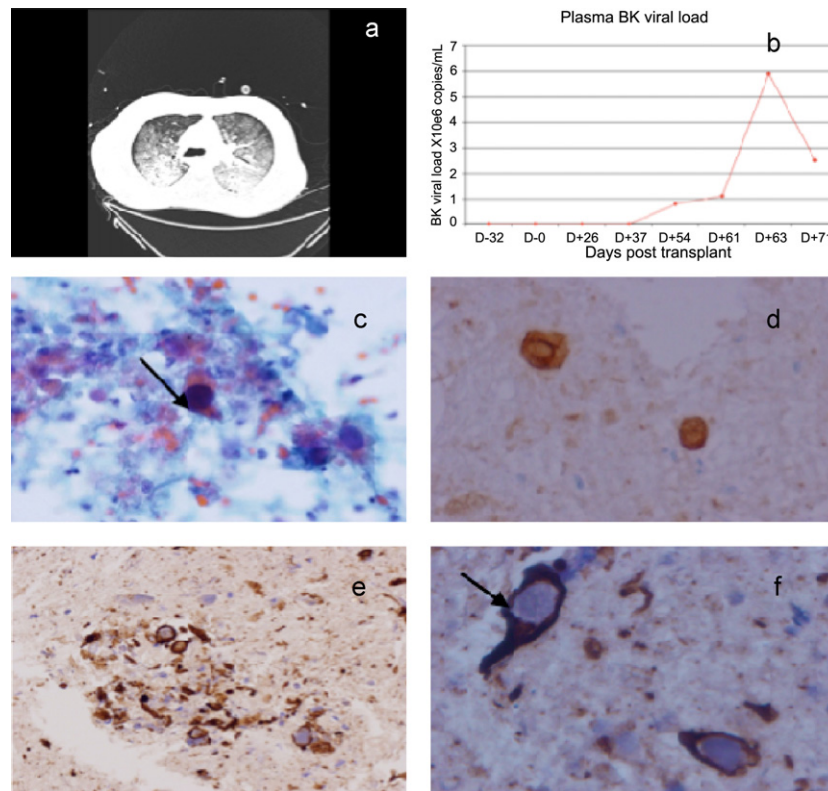 a
Plasma BK viral load
b
BK viral load X10e6 copies/mL
7
6
5
4
3
2
1
0
D-32 D-0 D+26 D+37 D+54 D+61 D+63 D+71
Days post transplant
c
d
e
f